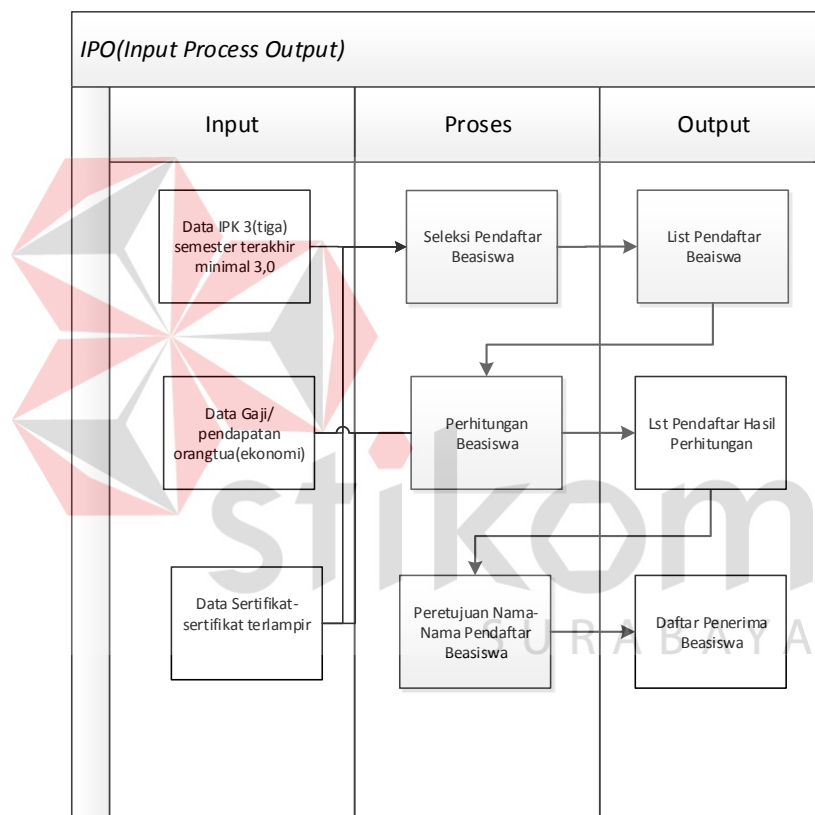 IPO(Input Process Output)
Input
Proses
Output
Data IPK 3(tiga)
semester terakhir
minimal 3,0
Seleksi Pendaftar
Beasiswa
List Pendaftar
Beaiswa
Data Gaji/
pendapatan
orangtua(ekonomi)
Perhitungan
Beasiswa
Lst Pendaftar Hasil
Perhitungan
Data Sertifikat-
sertifikat terlampir
Peretujuan Nama-
Nama Pendaftar
Beasiswa
Daftar Penerima
Beasiswa
stikom
SURABAYA